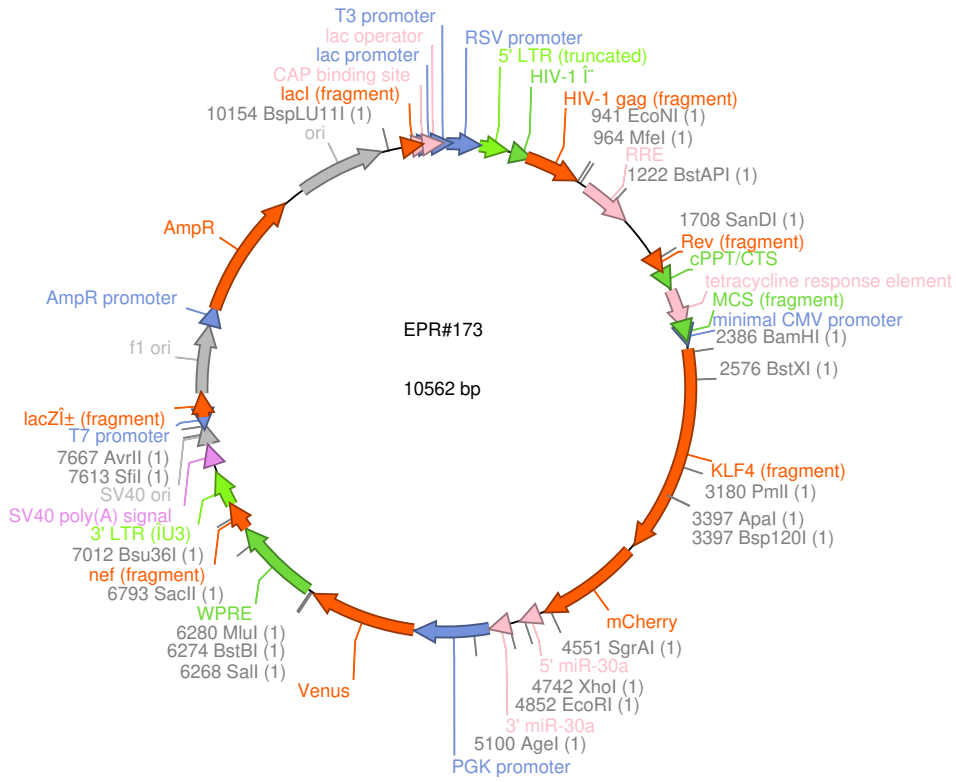 T3 promoter
lac operator
lac promoter
CAP binding site
lacI (fragment)
10154 BspLU11I (1)
ori
RSV promoter
5' LTR (truncated)
HIV-1 Î¨
HIV-1 gag (fragment)
941 EcoNI (1)
964 MfeI (1)
RRE
1222 BstAPI (1)
1708 SanDI (1)
Rev (fragment)
cPPT/CTS
tetracycline response element
MCS (fragment)
minimal CMV promoter
2386 BamHI (1)
2576 BstXI (1)
AmpR
AmpR promoter
f1 ori
EPR#173
10562 bp
lacZÎ± (fragment)
T7 promoter
7667 AvrII (1)
7613 SfiI (1)
SV40 ori
SV40 poly(A) signal
3' LTR (ÎU3)
7012 Bsu36I (1)
nef (fragment)
6793 SacII (1)
WPRE
6280 MluI (1)
6274 BstBI (1)
6268 SalI (1)
Venus
KLF4 (fragment)
3180 PmlI (1)
3397 ApaI (1)
3397 Bsp120I (1)
mCherry
4551 SgrAI (1)
5' miR-30a
4742 XhoI (1)
4852 EcoRI (1)
3' miR-30a
5100 AgeI (1)
PGK promoter